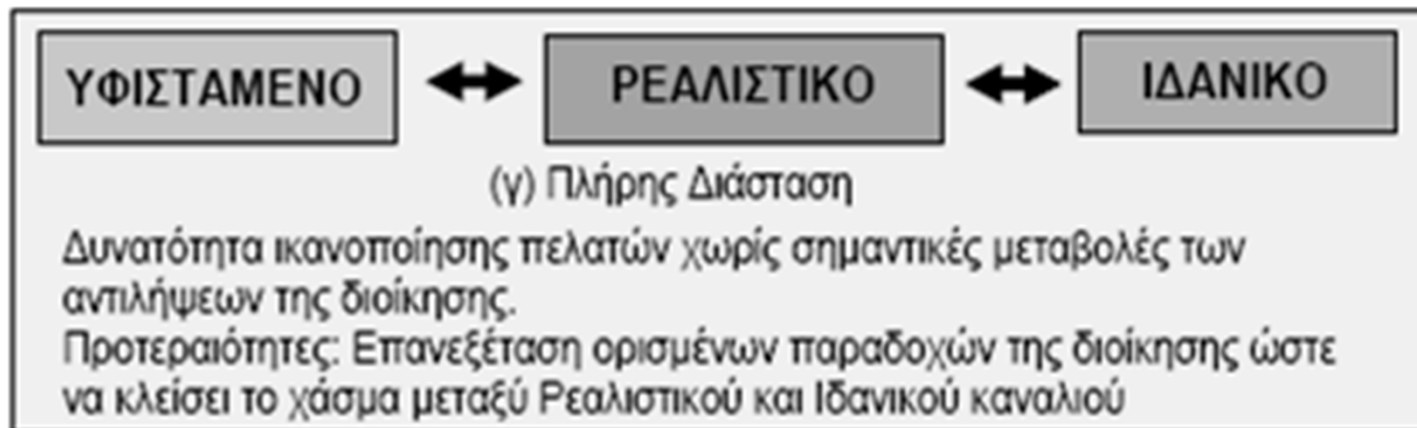 ΥΦΙΣΤΑΜΕΝΟ ΡΕΑΛΙΣΤΙΚΟ ΙΔΑΝΙΚΟ
(γ) Πλήρης Διάσταση
Δυνατότητα ικανοποίησης πελατών χωρίς σημαντικές μεταβολές των
αντιλήψεων της διοίκησης.
Προτεραιότητες: Επανεξέταση ορισμένων παραδοχών της διοίκησης ώστε
να κλείσει το χάσμα μεταξύ Ρεαλιστικού και Ιδανικού καναλιού